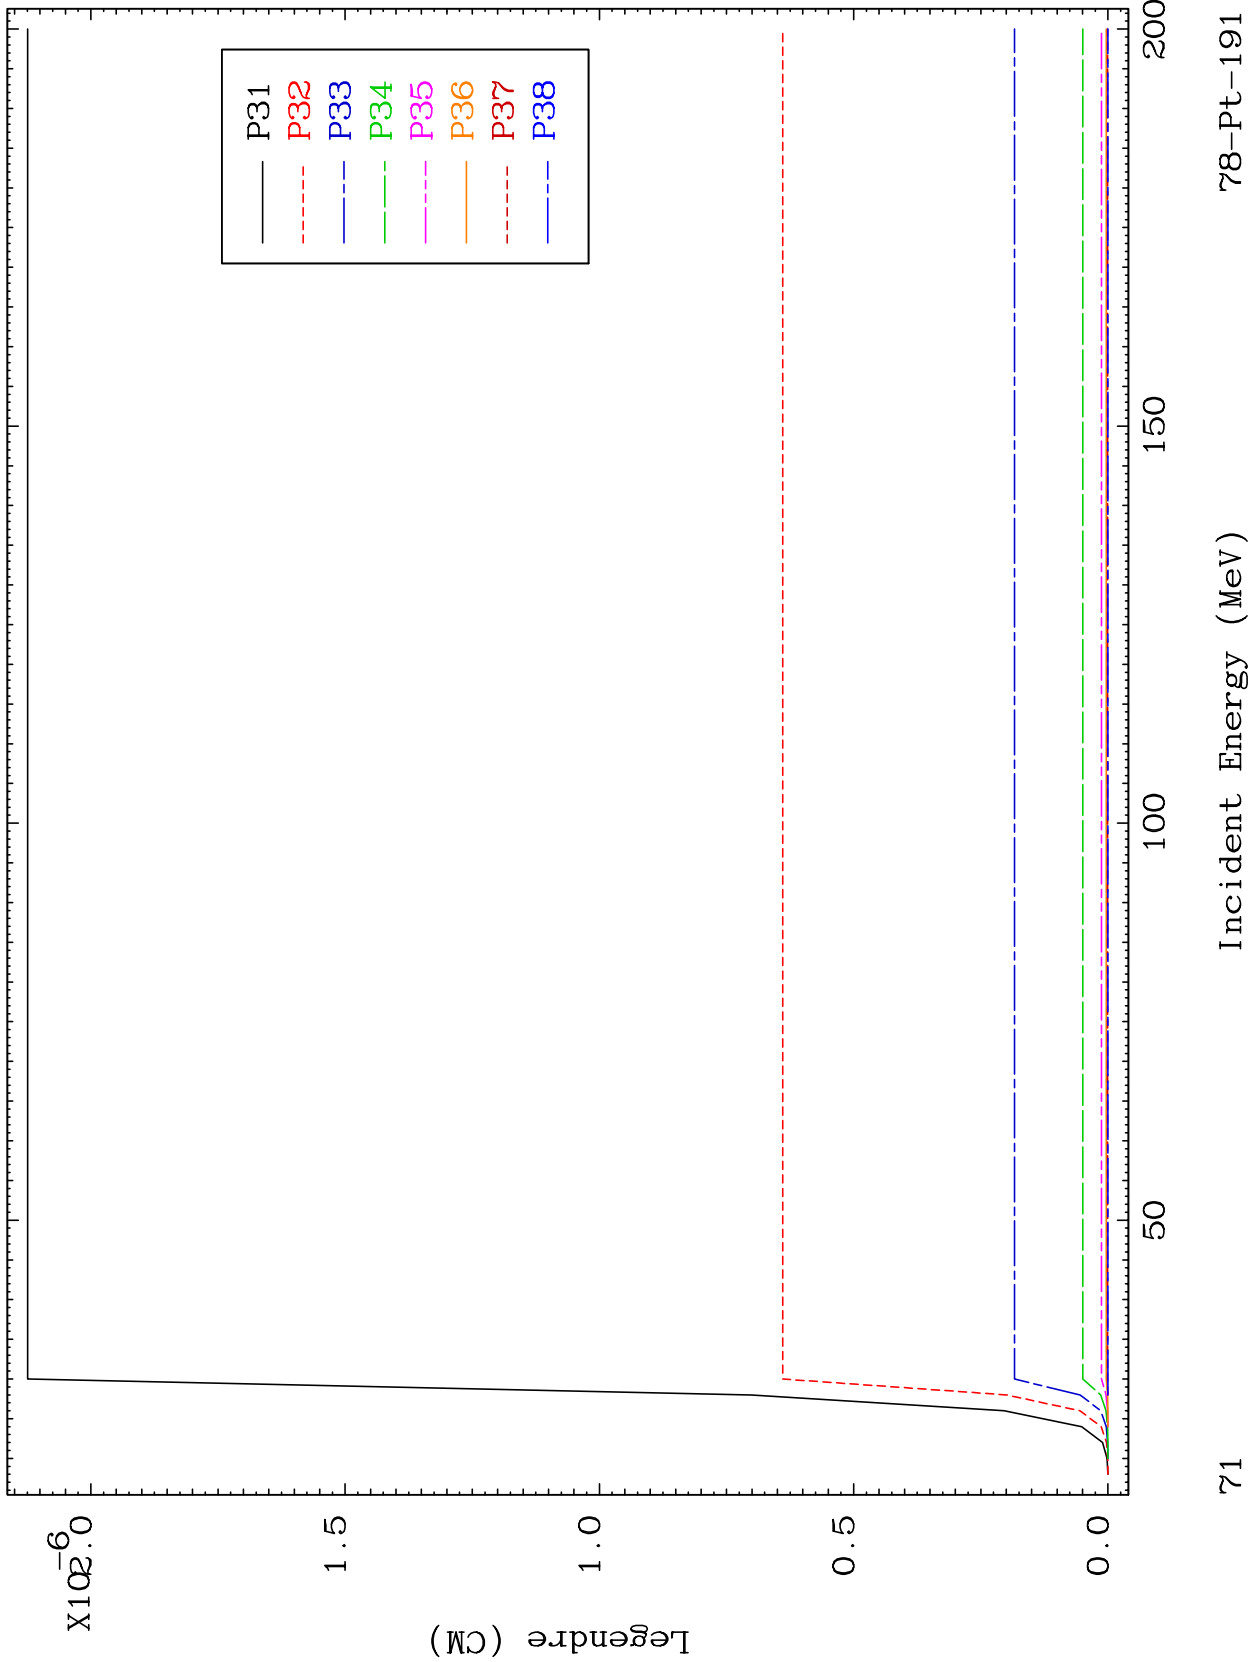 X10-6
2.0
1.5
1.0
0.5
0.0
Legendre (CM)
P31
P32
P33
P34
P35
P36
P37
P38
50
100
150
200
71
Incident Energy (MeV)
78-Pt-191